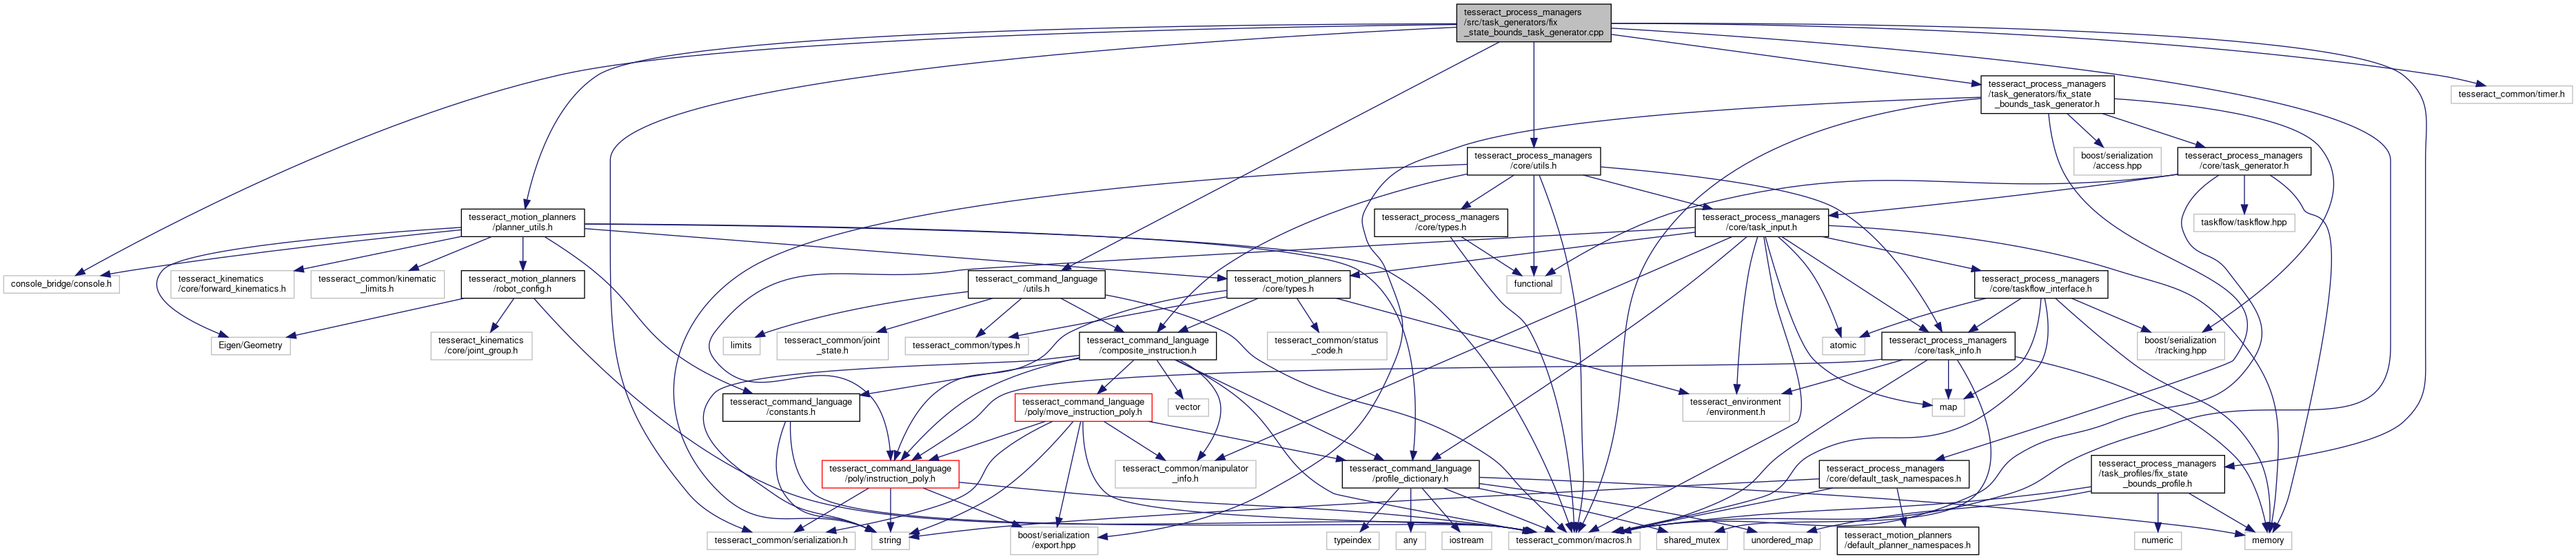 tesseract_process_managers
/src/task_generators/fix
_state_bounds_task_generator.cpp
tesseract_process_managers
/task_generators/fix_state
_bounds_task_generator.h
tesseract_common/timer.h
tesseract_process_managers
/core/utils.h
boost/serialization
/access.hpp
tesseract_process_managers
/core/task_generator.h
tesseract_motion_planners
/planner_utils.h
tesseract_process_managers
/core/types.h
tesseract_process_managers
/core/task_input.h
taskflow/taskflow.hpp
console_bridge/console.h
tesseract_kinematics
/core/forward_kinematics.h
tesseract_common/kinematic
_limits.h
tesseract_motion_planners
/robot_config.h
tesseract_command_language
/utils.h
tesseract_motion_planners
/core/types.h
functional
tesseract_process_managers
/core/taskflow_interface.h
Eigen/Geometry
tesseract_kinematics
/core/joint_group.h
limits
tesseract_common/joint
_state.h
tesseract_common/types.h
tesseract_command_language
/composite_instruction.h
tesseract_common/status
_code.h
atomic
tesseract_process_managers
/core/task_info.h
boost/serialization
/tracking.hpp
tesseract_command_language
/constants.h
tesseract_command_language
/poly/move_instruction_poly.h
vector
tesseract_environment
/environment.h
map
tesseract_command_language
/poly/instruction_poly.h
tesseract_common/manipulator
_info.h
tesseract_command_language
/profile_dictionary.h
tesseract_process_managers
/core/default_task_namespaces.h
tesseract_process_managers
/task_profiles/fix_state
_bounds_profile.h
tesseract_common/serialization.h
string
boost/serialization
/export.hpp
typeindex
any
iostream
tesseract_common/macros.h
shared_mutex
unordered_map
tesseract_motion_planners
/default_planner_namespaces.h
numeric
memory